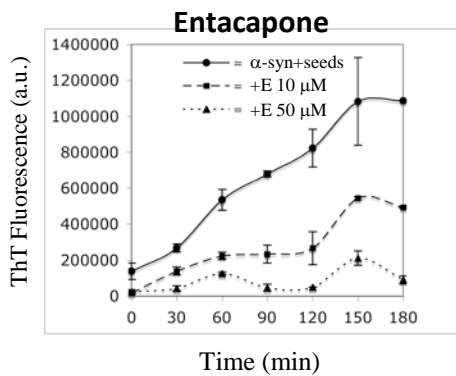 Entacapone
ThT Fluorescence (a.u.)
1400000
1200000
1000000
800000
600000
400000
200000
0
= α-syn+seeds
= +E 10 μM
= +E 50 μM
0 30 60 90 120 150 180
Time (min)